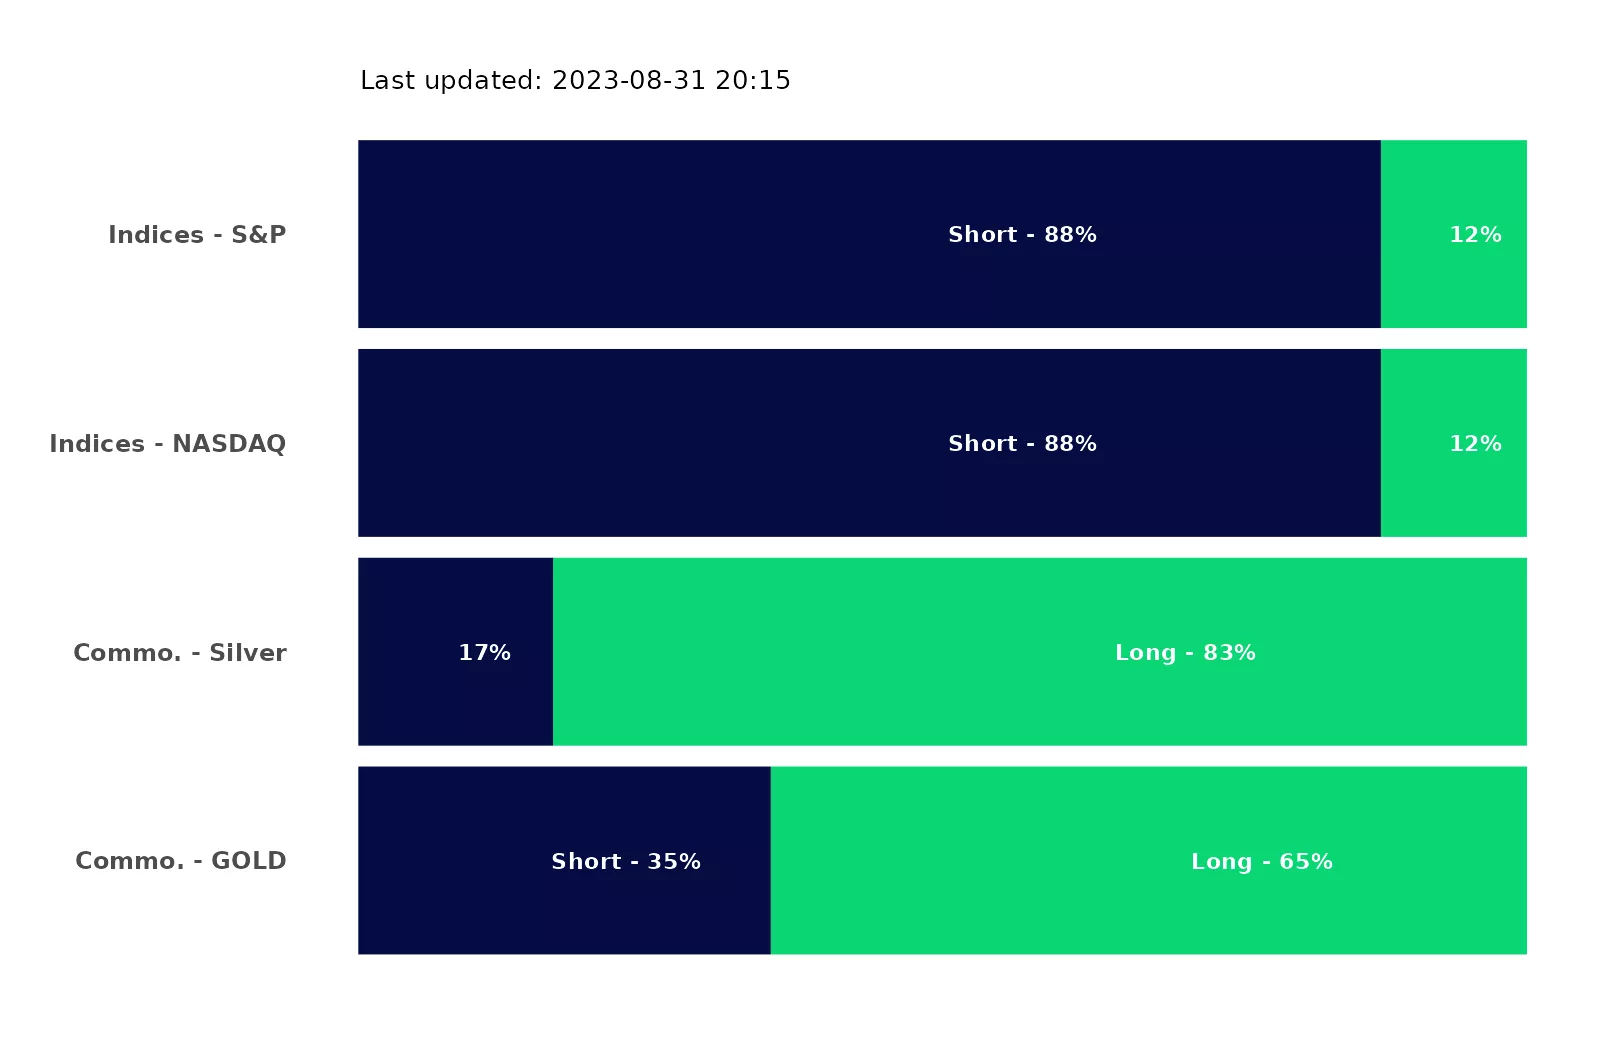 Last updated: 2023-08-31 20:15
Indices - S&P
Short - 88%
12%
Indices - NASDAQ
Short - 88%
12%
Commo. - Silver
17%
Long - 83%
Commo. - GOLD
Short - 35%
Long - 65%